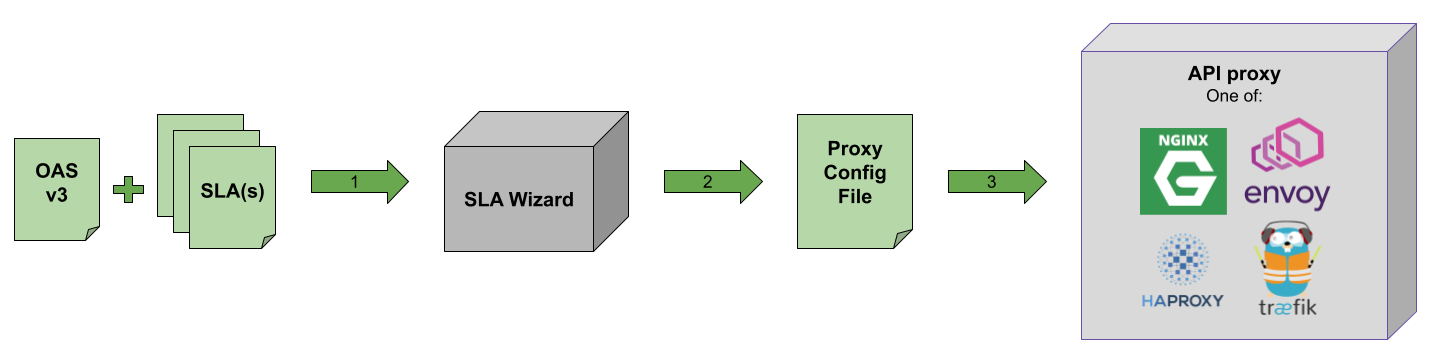 OAS
v3
SLA(s)
1
SLA Wizard
2
Proxy
Config
File
3
API proxy
One of:
NGINX
G
envoy
HAPROXY
træfik